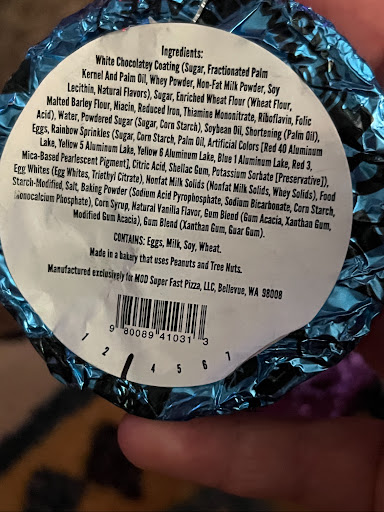 Ingredients:
White Chocolatey Coating (Sugar, Fractionated Palm
Kernel And Palm Oil, Whey Powder, Non-Fat Milk Powder, Soy
Lecithin, Natural Flavors), Sugar, Enriched Wheat Flour (Wheat Flour,
Malted Barley Flour, Niacin, Reduced Iron, Thiamine Mononitrate, Riboflavin, Folic
Acid), Water, Powdered Sugar (Sugar, Corn Starch), Soybean Oil, Shortening (Palm Oil),
Eggs, Rainbow Sprinkles (Sugar, Corn Starch, Palm Oil, Artificial Colors [Red 40 Aluminum
Lake, Yellow 5 Aluminum Lake, Yellow 6 Aluminum Lake, Blue 1 Aluminum Lake, Red 3,
Mica-Based Pearlescent Pigment], Citric Acid, Shellac Gum, Potassium Sorbate [Preservative]),
Egg Whites (Egg Whites, Triethyl Citrate), Nonfat Milk Solids (Nonfat Milk Solids, Whey Solids), Food
Starch-Modified, Salt, Baking Powder (Sodium Acid Pyrophosphate, Sodium Bicarbonate, Corn Starch,
Monocalcium Phosphate), Corn Syrup, Natural Vanilla Flavor, Gum Blend (Gum Acacia, Xanthan Gum,
Modified Gum Acacia), Gum Blend (Xanthan Gum, Guar Gum).
CONTAINS: Eggs, Milk, Soy, Wheat.
Made in a bakery that uses Peanuts and Tree Nuts.
Manufactured exclusively for MOD Super Fast Pizza, LLC, Bellevue, WA 98008
9 80089 41031 3
1 2 4 5 6 7